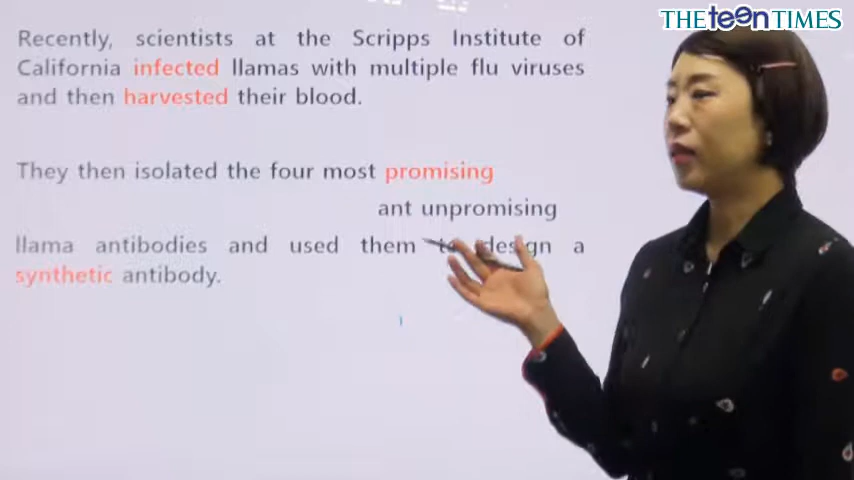 THE teen TIMES
Recently, scientists at the Scripps Institute of
California infected llamas with multiple flu viruses
and then harvested their blood.
They then isolated the four most promising
ant unpromising
llama antibodies and used them to design a
synthetic antibody.